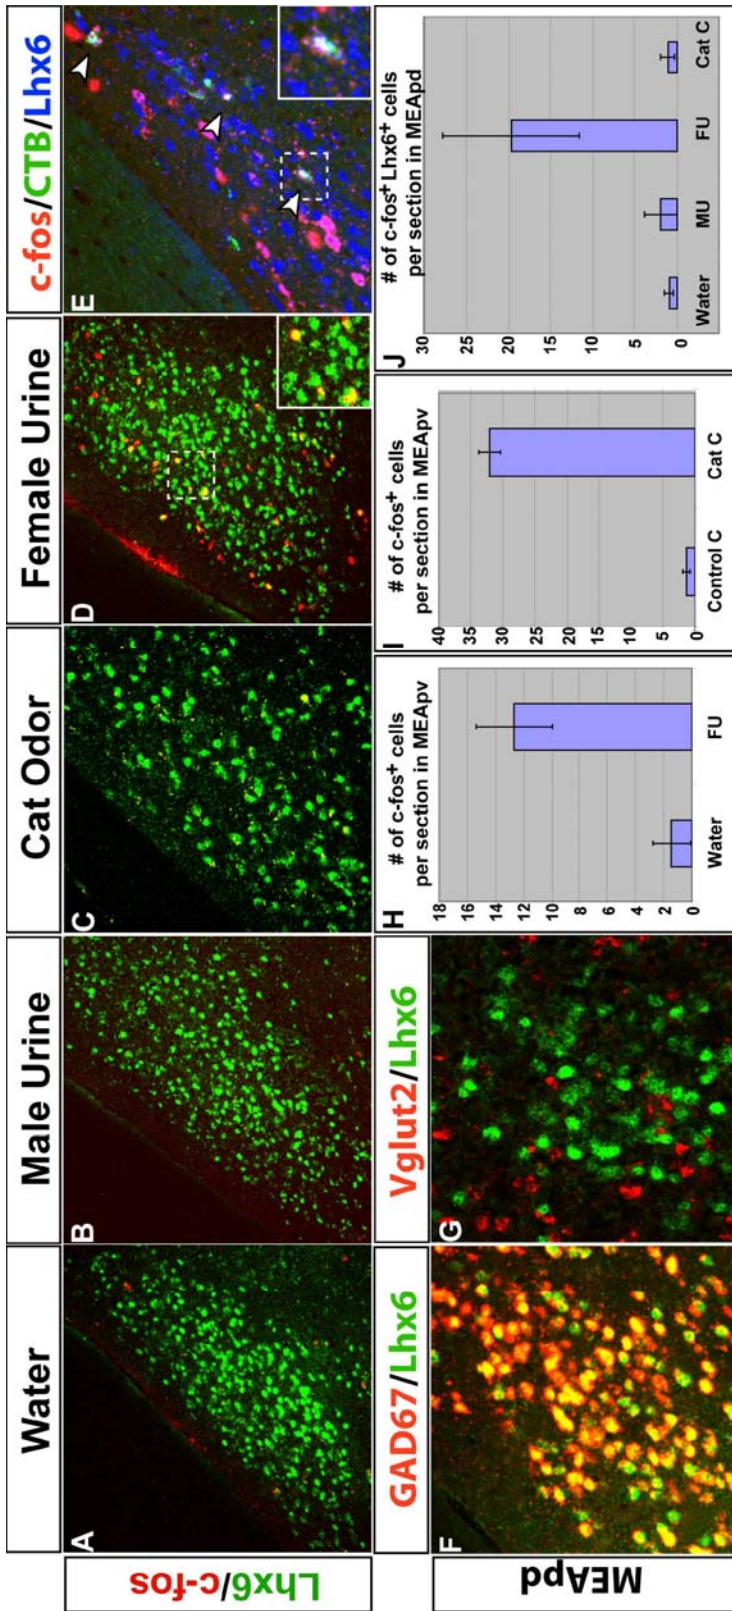 Water
Male Urine
Cat Odor
Female Urine
c-fos/CTB/Lhx6
Lhx6/c-fos
A
B
C
D
E
GAD67/Lhx6
Vglut2/Lhx6
MEApd
F
G
H
# of c-fos+ cells
per section in MEApv
18
16
14
12
10
8
6
4
2
0
Water
FU
I
# of c-fos+ cells
per section in MEApv
40
35
30
25
20
15
10
5
0
Control C
Cat C
J
# of c-fos+ Lhx6+ cells
per section in MEApd
30
25
20
15
10
5
0
Water
MU
FU
Cat C